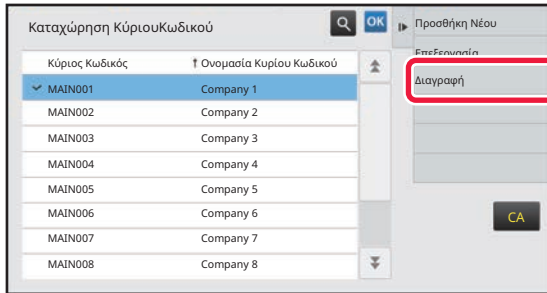 Καταχώρηση ΚύριουΚωδικού
OK
Προσθήκη Νέου
Επεξεργασία
Διαγραφή
Κύριος Κωδικός ↑ Ονομασία Κυρίου Κωδικού
MAIN001 Company 1
MAIN002 Company 2
MAIN003 Company 3
MAIN004 Company 4
MAIN005 Company 5
MAIN006 Company 6
MAIN007 Company 7
MAIN008 Company 8
CA